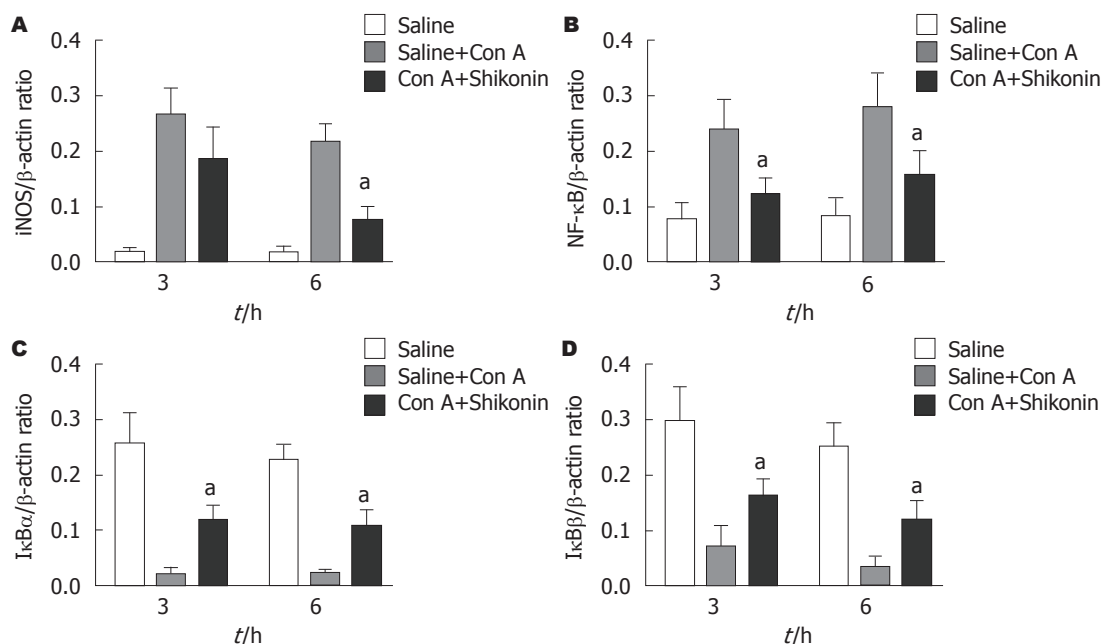 A
iNOS/β-actin ratio
0.4
0.3
0.2
0.1
0.0
a
3
6
t/h
Saline
Saline+Con A
Con A+Shikonin
B
NF-κB/β-actin ratio
0.4
0.3
0.2
0.1
0.0
a
a
3
6
t/h
Saline
Saline+Con A
Con A+Shikonin
C
IκBα/β-actin ratio
0.4
0.3
0.2
0.1
0.0
a
a
3
6
t/h
Saline
Saline+Con A
Con A+Shikonin
D
IκBβ/β-actin ratio
0.4
0.3
0.2
0.1
0.0
a
a
3
6
t/h
Saline
Saline+Con A
Con A+Shikonin